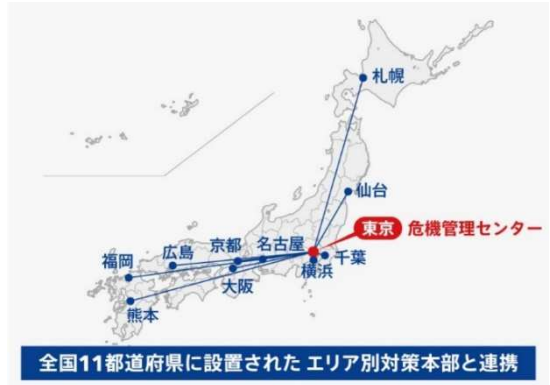 札幌
仙台
東京 危機管理センター
福岡
広島
京都
名古屋
千葉
横浜
大阪
熊本
全国11都道府県に設置された エリア別対策本部と連携